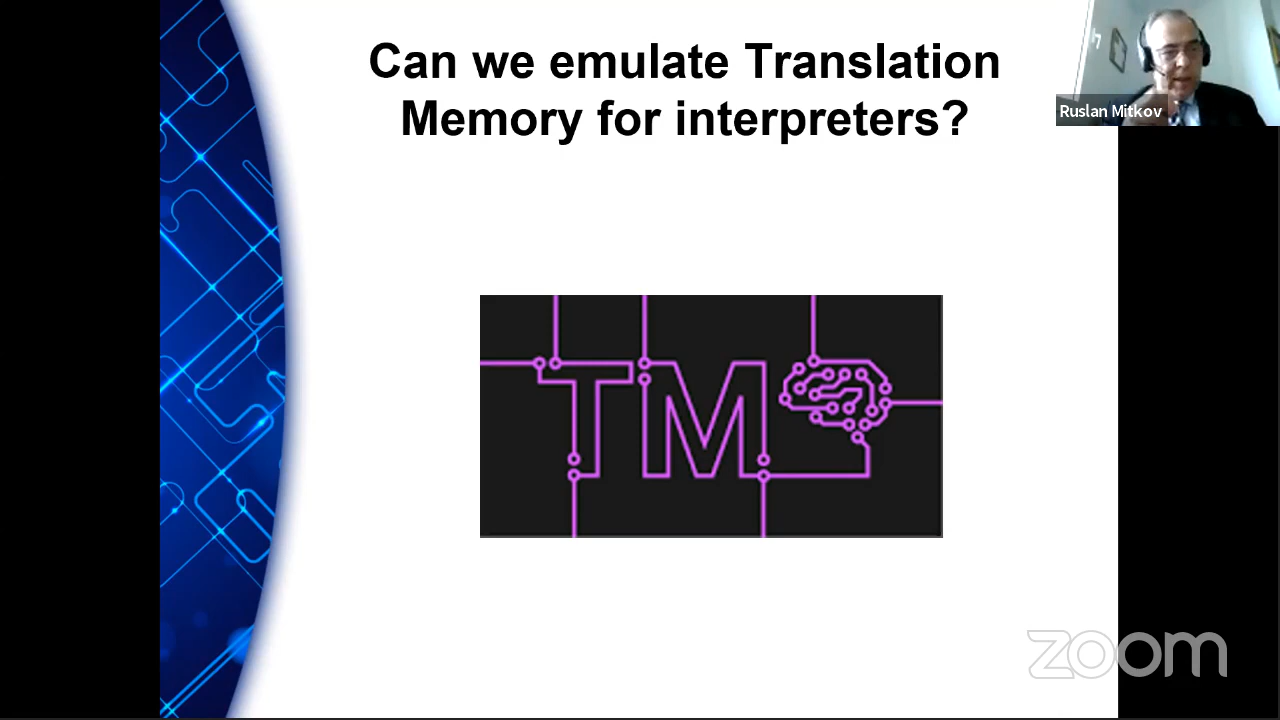 Can we emulate Translation
Memory for interpreters?
Ruslan Mitkov
TM
zoom